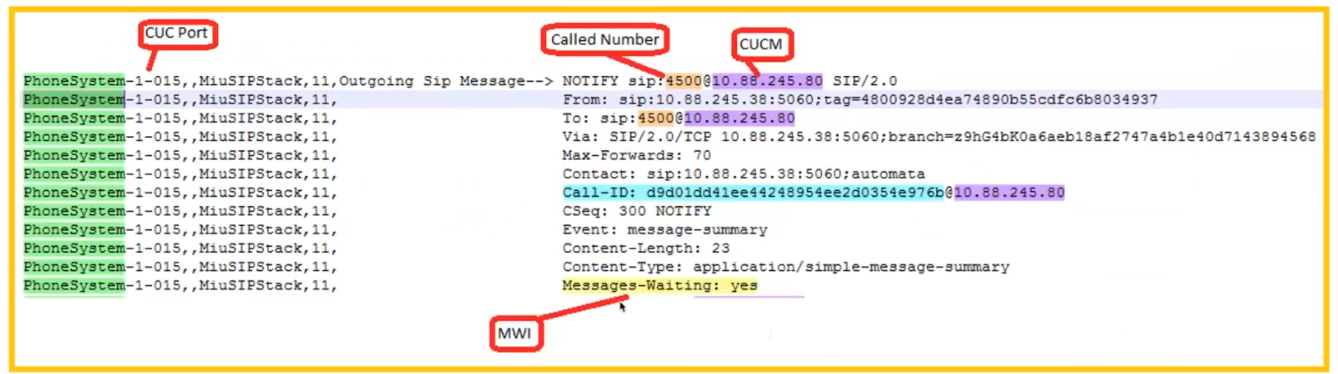 CUC Port
Called Number
CUCM
PhoneSystem-1-015,,MiuSIPStack,11,Outgoing Sip Message--> NOTIFY sip:4500@10.88.245.80 SIP/2.0
PhoneSystem-1-015,,MiuSIPStack,11, From: sip:10.88.245.38:5060;tag=4800928d4ea74890b55cdfc6b8034937
PhoneSystem-1-015,,MiuSIPStack,11, To: sip:4500@10.88.245.80
PhoneSystem-1-015,,MiuSIPStack,11, Via: SIP/2.0/TCP 10.88.245.38:5060;branch=z9hG4bK0a6aeb18af2747a4b1e40d7143894568
PhoneSystem-1-015,,MiuSIPStack,11, Max-Forwards: 70
PhoneSystem-1-015,,MiuSIPStack,11, Contact: sip:10.88.245.38:5060;automata
PhoneSystem-1-015,,MiuSIPStack,11, Call-ID: d9d01dd41ee44248954ee2d0354e976b@10.88.245.80
PhoneSystem-1-015,,MiuSIPStack,11, CSeq: 300 NOTIFY
PhoneSystem-1-015,,MiuSIPStack,11, Event: message-summary
PhoneSystem-1-015,,MiuSIPStack,11, Content-Length: 23
PhoneSystem-1-015,,MiuSIPStack,11, Content-Type: application/simple-message-summary
PhoneSystem-1-015,,MiuSIPStack,11, Messages-Waiting: yes
MWI